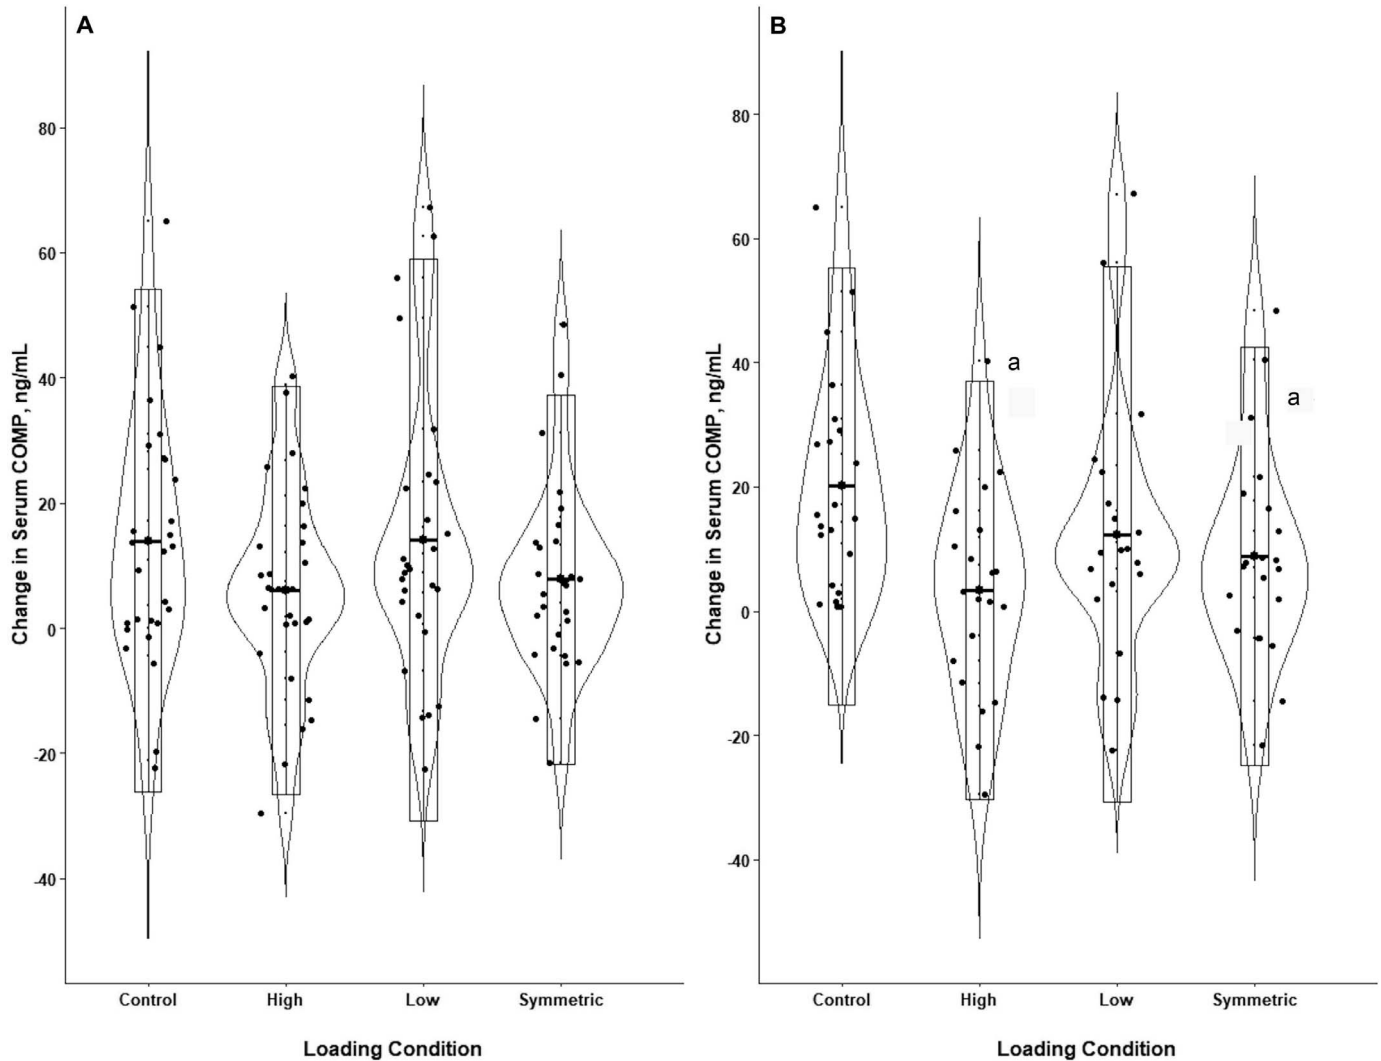 A
Change in Serum COMP, ng/mL
80
60
40
20
0
-20
-40
Control High Low Symmetric
Loading Condition
B
Change in Serum COMP, ng/mL
80
60
40
20
0
-20
-40
a
a
Control High Low Symmetric
Loading Condition